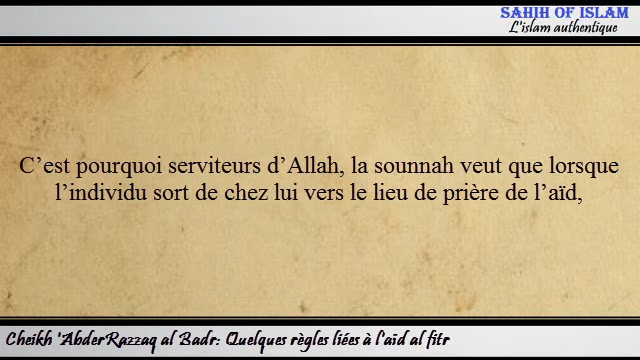 SAHIH OF ISLAM
L'islam authentique
C’est pourquoi serviteurs d’Allah, la sounnah veut que lorsque
l’individu sort de chez lui vers le lieu de prière de l’aïd,
Cheikh 'AbderRazzaq al Badr: Quelques règles liées à l'aïd al fitr